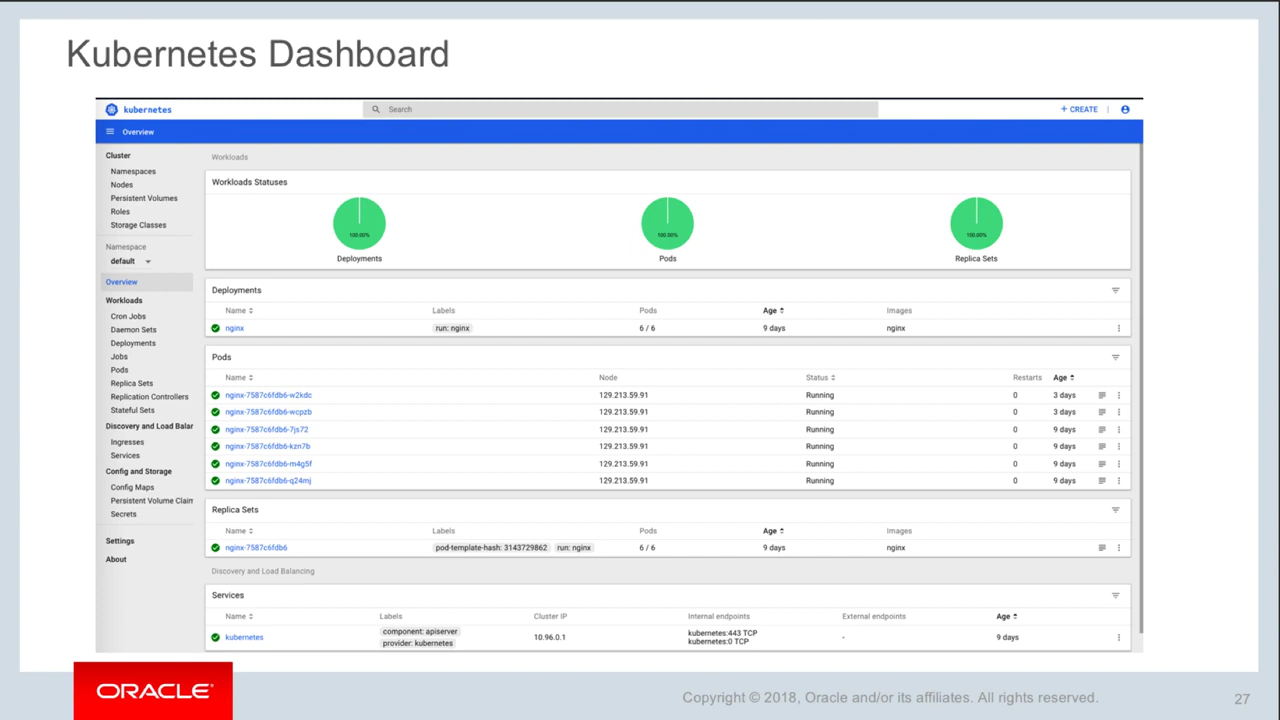 Kubernetes Dashboard
kubernetes
Search
+ CREATE
Overview
Cluster
Namespaces
Nodes
Persistent Volumes
Roles
Storage Classes
Namespace
default
Overview
Workloads
Cron Jobs
Daemon Sets
Deployments
Jobs
Pods
Replica Sets
Replication Controllers
Stateful Sets
Discovery and Load Balar
Ingresses
Services
Config and Storage
Config Maps
Persistent Volume Claim
Secrets
Settings
About
Workloads
Workloads Statuses
100.00% 100.00% 100.00%
Deployments Pods Replica Sets
Deployments
Name Labels Pods Age Images
nginx run: nginx 6 / 6 9 days nginx
Pods
Name Node Status Restarts Age
nginx-7587c6fdb6-w2kdc 129.213.59.91 Running 0 3 days
nginx-7587c6fdb6-wcpzb 129.213.59.91 Running 0 3 days
nginx-7587c6fdb6-7js72 129.213.59.91 Running 0 9 days
nginx-7587c6fdb6-kzn7b 129.213.59.91 Running 0 9 days
nginx-7587c6fdb6-m4g5f 129.213.59.91 Running 0 9 days
nginx-7587c6fdb6-q24mj 129.213.59.91 Running 0 9 days
Replica Sets
Name Labels Pods Age Images
nginx-7587c6fdb6 pod-template-hash: 3143729862 run: nginx 6 / 6 9 days nginx
Discovery and Load Balancing
Services
Name Labels Cluster IP Internal endpoints External endpoints Age
component: apiserver kubernetes:443 TCP
kubernetes 10.96.0.1 - 9 days
provider: kubernetes kubernetes:0 TCP
ORACLE
Copyright © 2018, Oracle and/or its affiliates. All rights reserved. 27